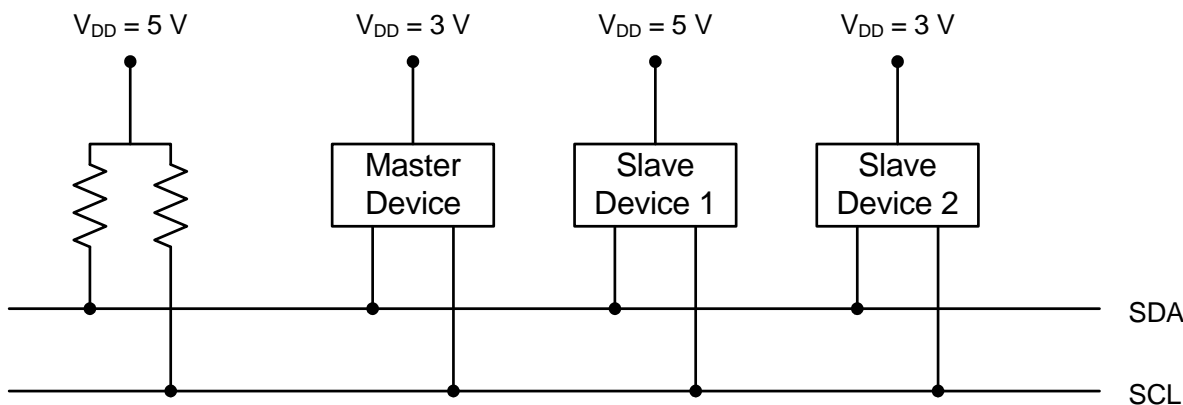 V_DD = 5 V
V_DD = 3 V
V_DD = 5 V
V_DD = 3 V
Master
Device
Slave
Device 1
Slave
Device 2
SDA
SCL